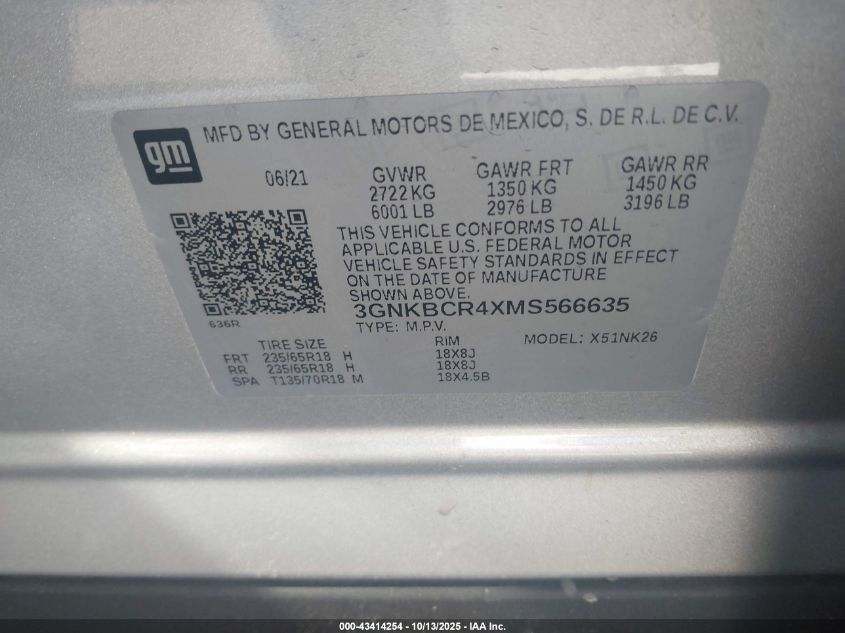 gm
MFD BY GENERAL MOTORS DE MEXICO, S. DE R.L. DE C.V.
06/21 GVWR GAWR FRT GAWR RR
2722 KG 1350 KG 1450 KG
6001 LB 2976 LB 3196 LB
THIS VEHICLE CONFORMS TO ALL
APPLICABLE U.S. FEDERAL MOTOR
VEHICLE SAFETY STANDARDS IN EFFECT
ON THE DATE OF MANUFACTURE
SHOWN ABOVE.
3GNKBCR4XMS566635
636R
TYPE: M.P.V. MODEL: X51NK26
TIRE SIZE RIM
FRT 235/65R18 H 18X8J
RR 235/65R18 H 18X8J
SPA T135/70R18 M 18X4.5B
000-43414254 - 10/13/2025 - IAA Inc.